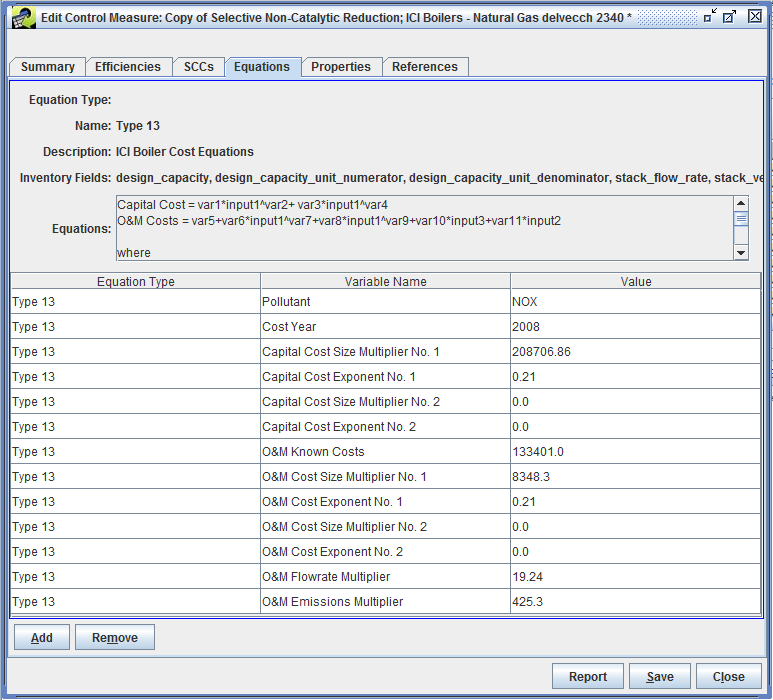 Edit Control Measure: Copy of Selective Non-Catalytic Reduction; ICI Boilers - Natural Gas delvecch 2340 *
Summary Efficiencies SCCs Equations Properties References
Equation Type:
Name: Type 13
Description: ICI Boiler Cost Equations
Inventory Fields: design_capacity, design_capacity_unit_numerator, design_capacity_unit_denominator, stack_flow_rate, stack_ve
Equations:
Capital Cost = var1*input1^var2+ var3*input1^var4
O&M Costs = var5+var6*input1^var7+var8*input1^var9+var10*input3+var11*input2
where
Equation Type Variable Name Value
Type 13 Pollutant NOX
Type 13 Cost Year 2008
Type 13 Capital Cost Size Multiplier No. 1 208706.86
Type 13 Capital Cost Exponent No. 1 0.21
Type 13 Capital Cost Size Multiplier No. 2 0.0
Type 13 Capital Cost Exponent No. 2 0.0
Type 13 O&M Known Costs 133401.0
Type 13 O&M Cost Size Multiplier No. 1 8348.3
Type 13 O&M Cost Exponent No. 1 0.21
Type 13 O&M Cost Size Multiplier No. 2 0.0
Type 13 O&M Cost Exponent No. 2 0.0
Type 13 O&M Flowrate Multiplier 19.24
Type 13 O&M Emissions Multiplier 425.3
Add Remove
Report Save Close